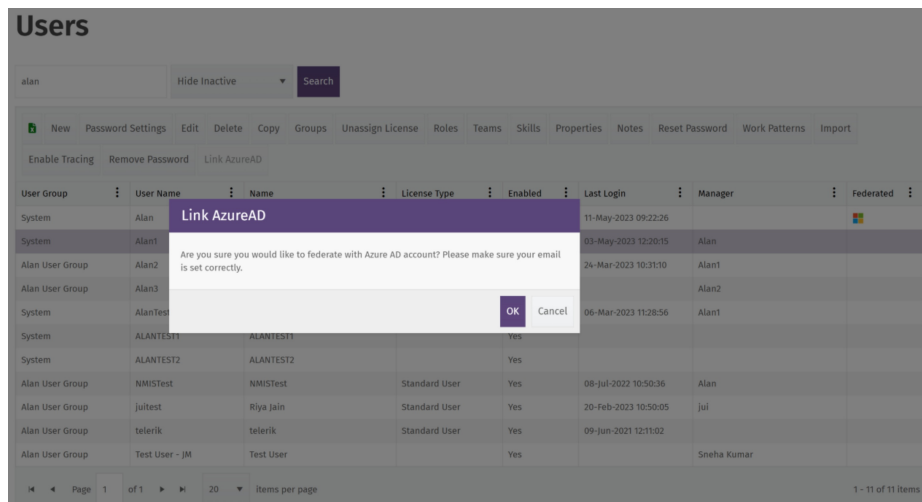 Users
alan Hide Inactive Search
New Password Settings Edit Delete Copy Groups Unassign License Roles Teams Skills Properties Notes Reset Password Work Patterns Import
Enable Tracing Remove Password Link AzureAD
User Group User Name Name License Type Enabled Last Login Manager Federated
System Alan 11-May-2023 09:22:26
System Alan1 03-May-2023 12:20:15 Alan
Alan User Group Alan2 24-Mar-2023 10:31:10 Alan1
Alan User Group Alan3 Alan2
System AlanTest 06-Mar-2023 11:28:56 Alan1
Link AzureAD
Are you sure you would like to federate with Azure AD account? Please make sure your email
is set correctly.
OK Cancel
System ALANTEST1 ALANTEST1 Yes
System ALANTEST2 ALANTEST2 Yes
Alan User Group NMISTest NMISTest Standard User Yes 08-Jul-2022 10:50:36 Alan
Alan User Group juitest Riya Jain Standard User Yes 20-Feb-2023 10:50:05 jui
Alan User Group telerik telerik Standard User Yes 09-Jun-2021 12:11:02
Alan User Group Test User - JM Test User Yes Sneha Kumar
Page 1 of 1 20 items per page 1 - 11 of 11 items